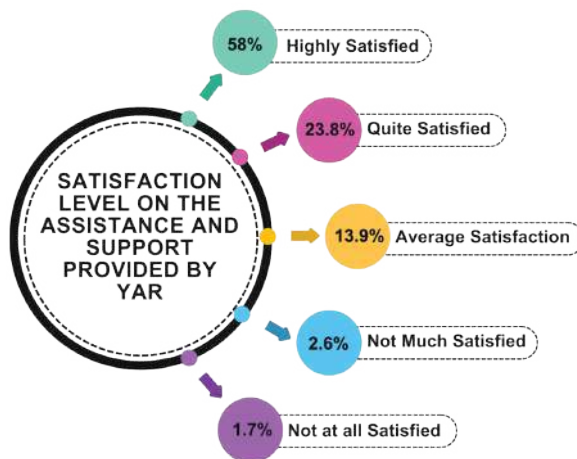 58%
Highly Satisfied
23.8%
Quite Satisfied
SATISFACTION
LEVEL ON THE
ASSISTANCE AND
SUPPORT
PROVIDED BY
YAR
13.9%
Average Satisfaction
2.6%
Not Much Satisfied
1.7%
Not at all Satisfied